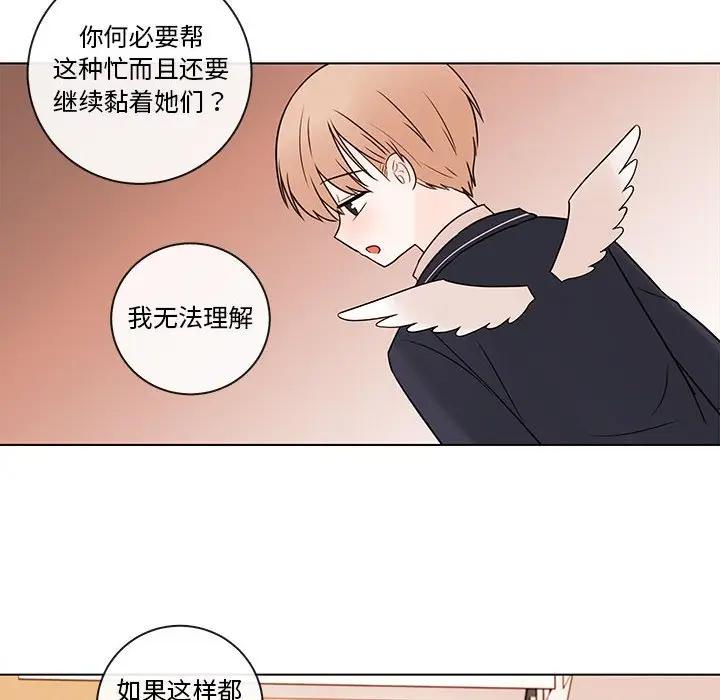 你何必要帮
这种忙而且还要
继续黏着她们？
我无法理解
如果这样都